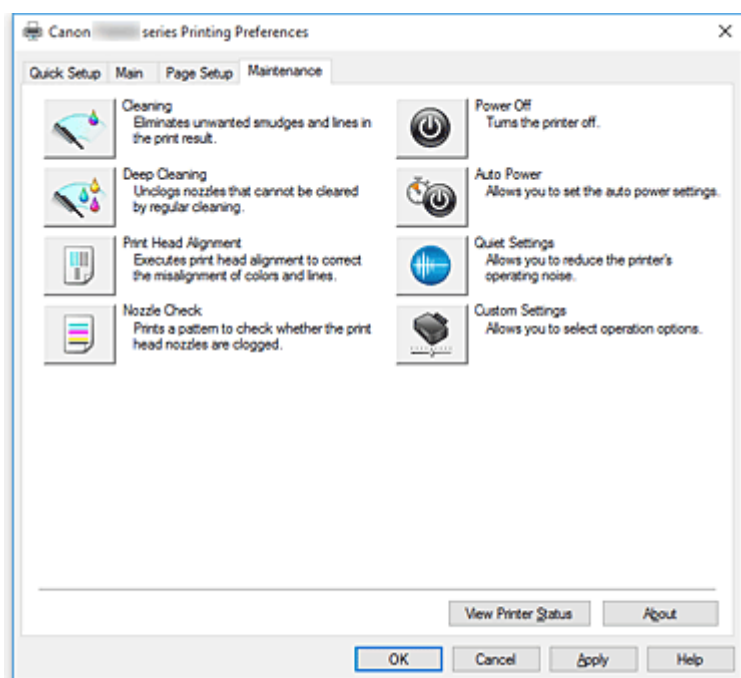 Canon series Printing Preferences
Quick Setup Main Page Setup Maintenance
Cleaning
Eliminates unwanted smudges and lines in
the print result.
Deep Cleaning
Unclogs nozzles that cannot be cleared
by regular cleaning.
Print Head Alignment
Executes print head alignment to correct
the misalignment of colors and lines.
Nozzle Check
Prints a pattern to check whether the print
head nozzles are clogged.
Power Off
Turns the printer off.
Auto Power
Allows you to set the auto power settings.
Quiet Settings
Allows you to reduce the printer's
operating noise.
Custom Settings
Allows you to select operation options.
View Printer Status About
OK Cancel Apply Help